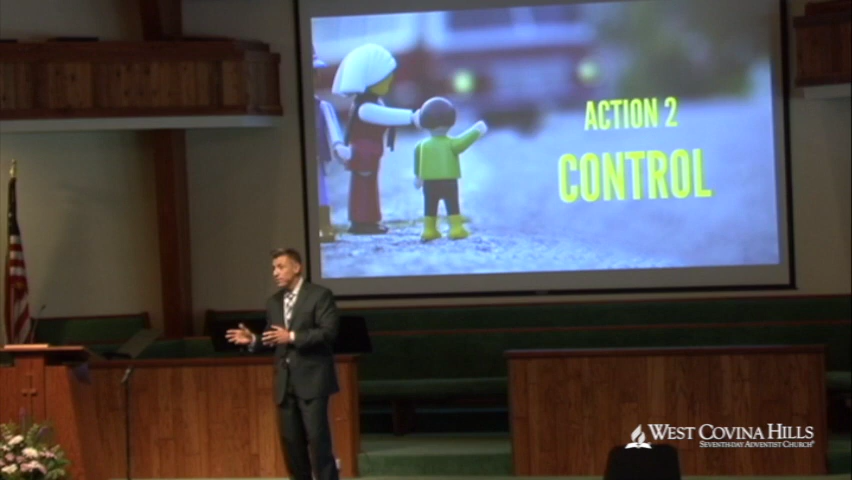 ACTION 2
CONTROL
WEST COVINA HILLS
SEVENTH-DAY ADVENTIST CHURCH